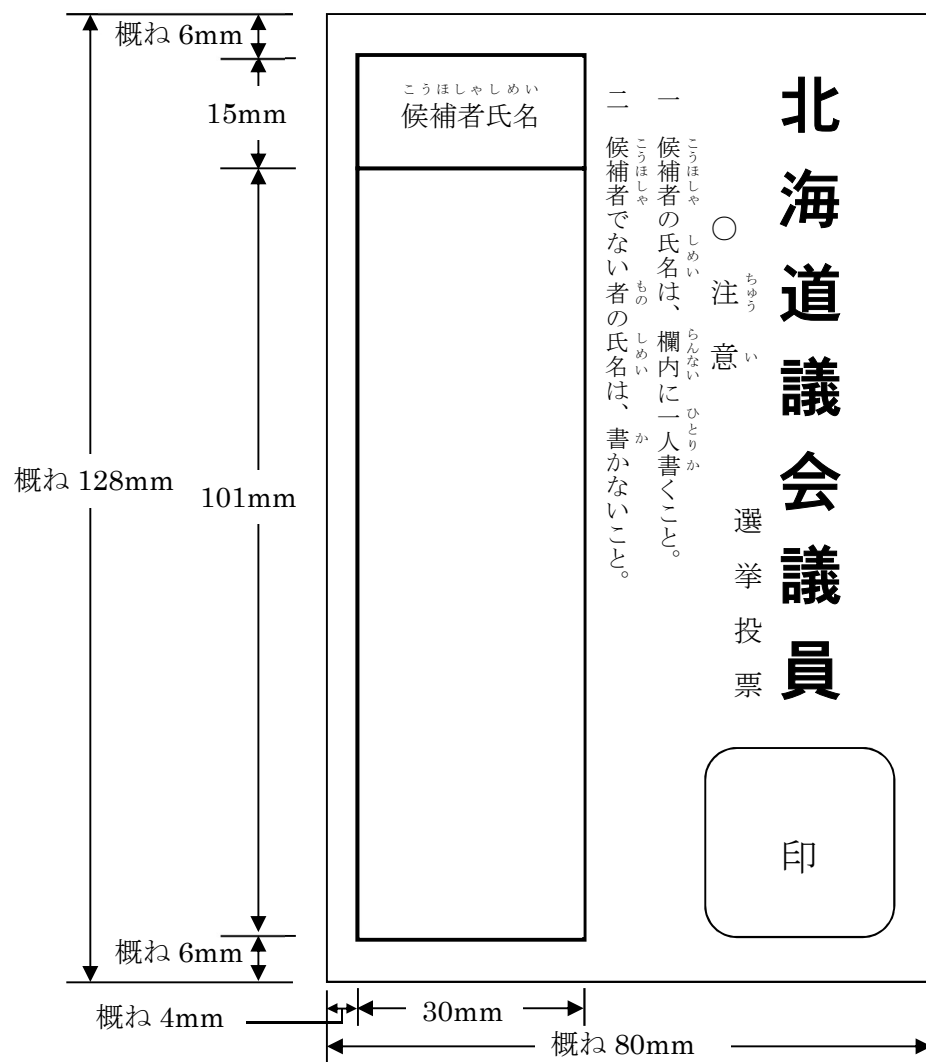 北海道議会議員
選挙投票
○注意
ちゅうい
一 候補者の氏名は、欄内に一人書くこと。
こうほしゃ しめい らんない ひとりか
二 候補者でない者の氏名は、書かないこと。
こうほしゃ もの しめい か
印
こうほしゃしめい
候補者氏名
概ね 6mm
15mm
概ね 128mm
101mm
概ね 6mm
概ね 4mm
30mm
概ね 80mm